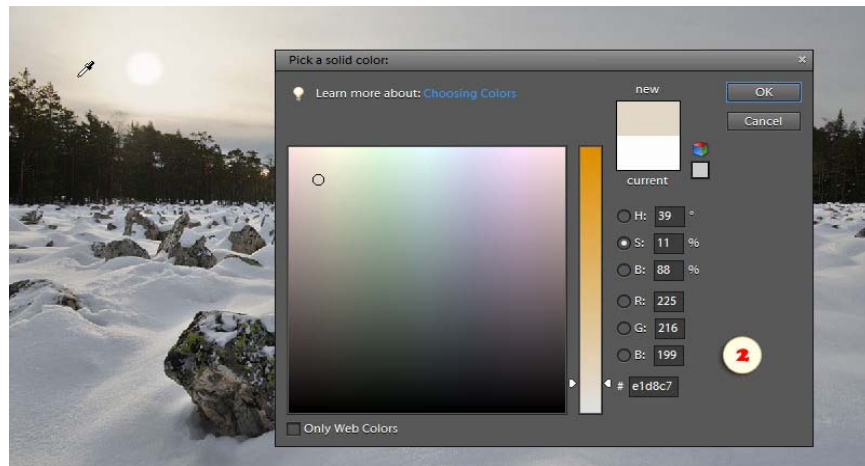 Pick a solid color:
Learn more about: Choosing Colors
new
current
OK
Cancel
H: 39 °
S: 11 %
B: 88 %
R: 225
G: 216
B: 199
# e1d8c7
Only Web Colors
2